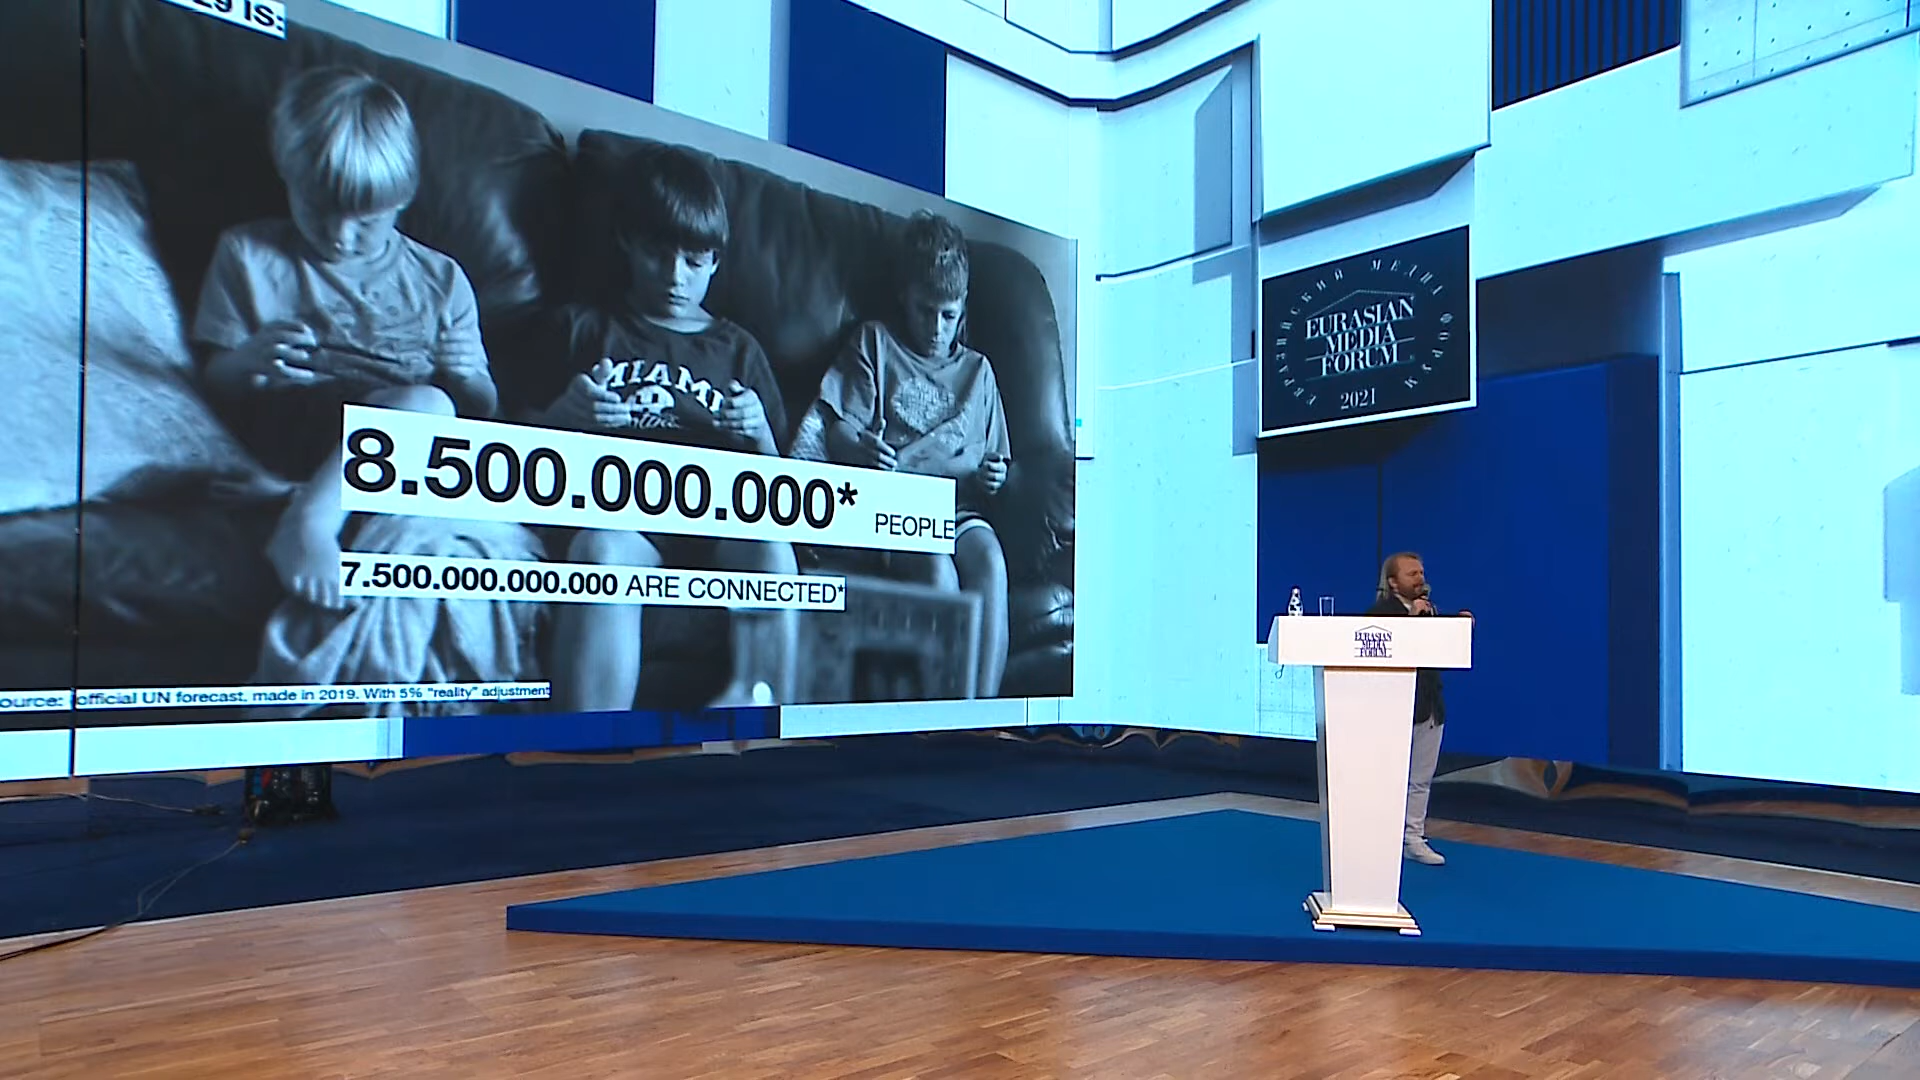 29 IS:
MIAMI
8.500.000.000* PEOPLE
7.500.000.000.000 ARE CONNECTED*
ource: official UN forecast, made in 2019. With 5% "reality" adjustment
ЕВРАЗИЙСКИЙ МЕДИА ФОРУМ
EURASIAN
MEDIA
FORUM
2021
EURASIAN
MEDIA
FORUM